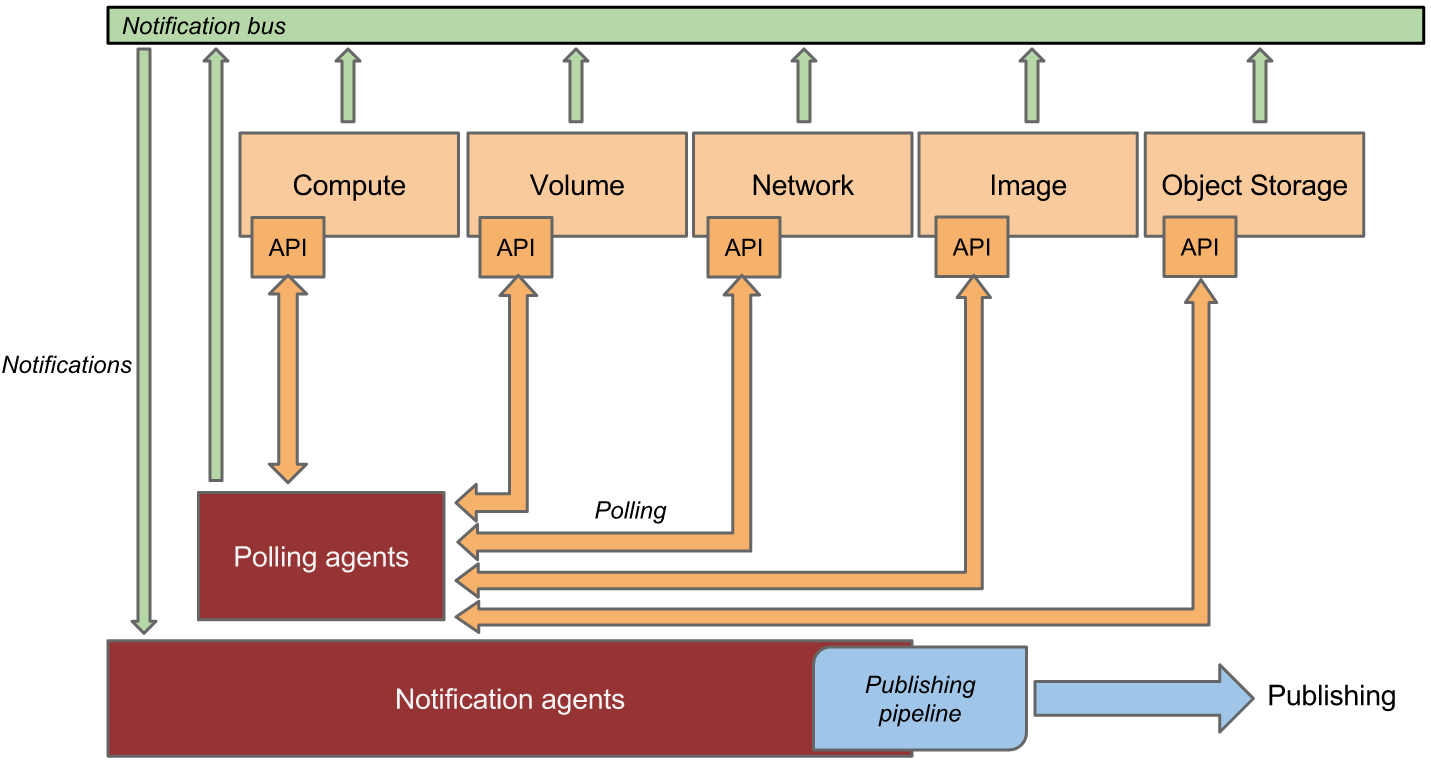 Notification bus
Compute
Volume
Network
Image
Object Storage
API
API
API
API
API
Notifications
Polling
Polling agents
Notification agents
Publishing
pipeline
Publishing